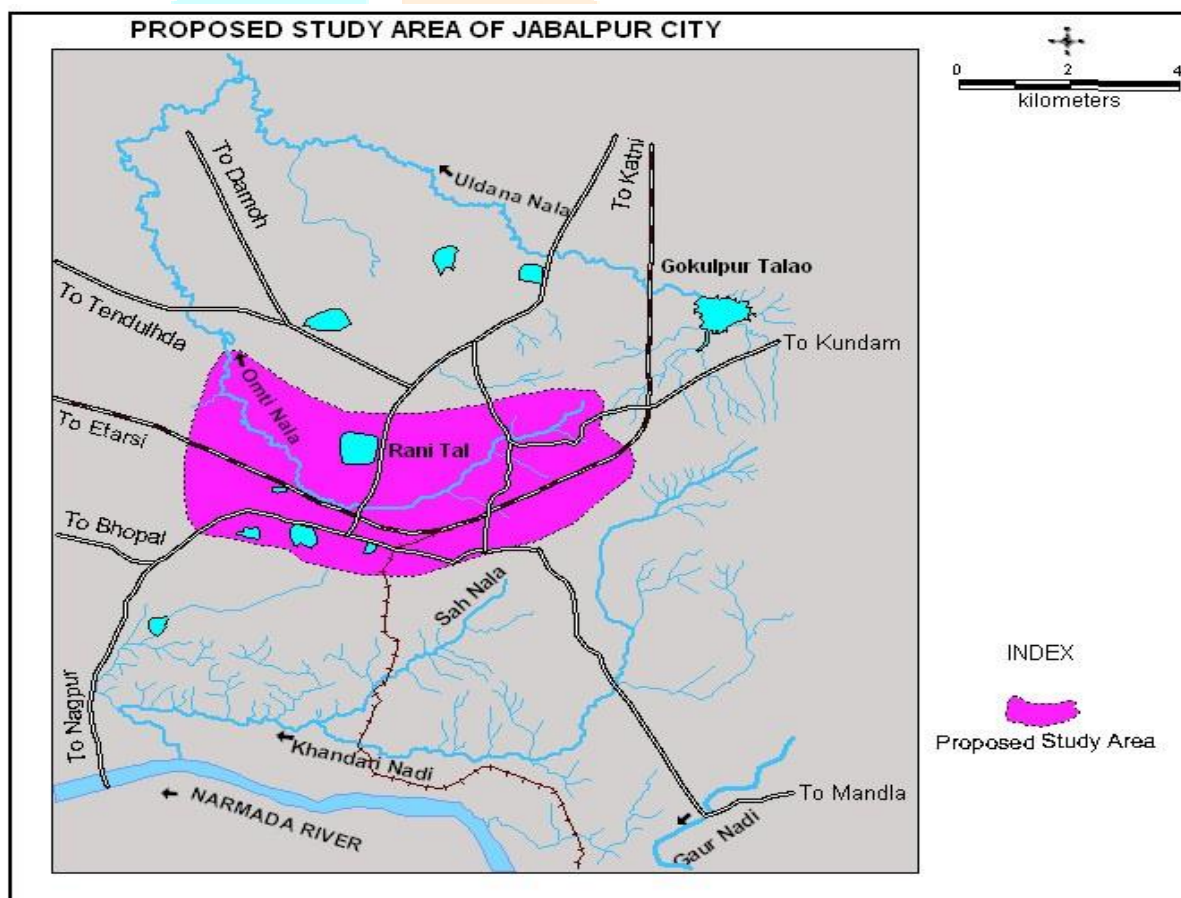 PROPOSED STUDY AREA OF JABALPUR CITY
0 2 4
kilometers
To Damoh
To Katni
Uldana Nala
Gokulpur Talao
To Tendulhda
To Kundam
Omti Nala
To Etarsi
Rani Tal
To Bhopal
Sah Nala
INDEX
To Nagpur
Proposed Study Area
Khandari Nadi
To Mandla
NARMADA RIVER
Gaur Nadi